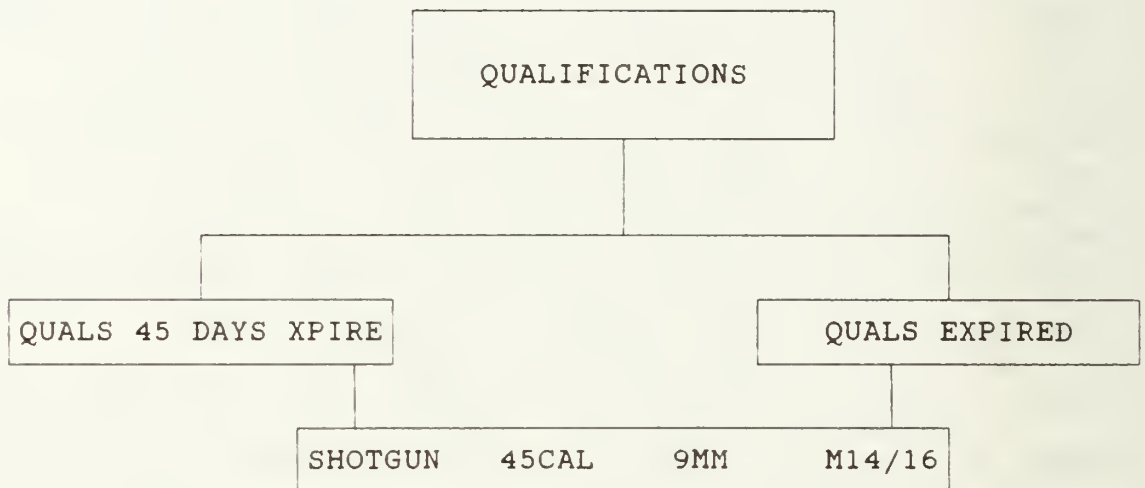 QUALIFICATIONS
QUALS 45 DAYS XPIRE
QUALS EXPIRED
SHOTGUN 45CAL 9MM M14/16